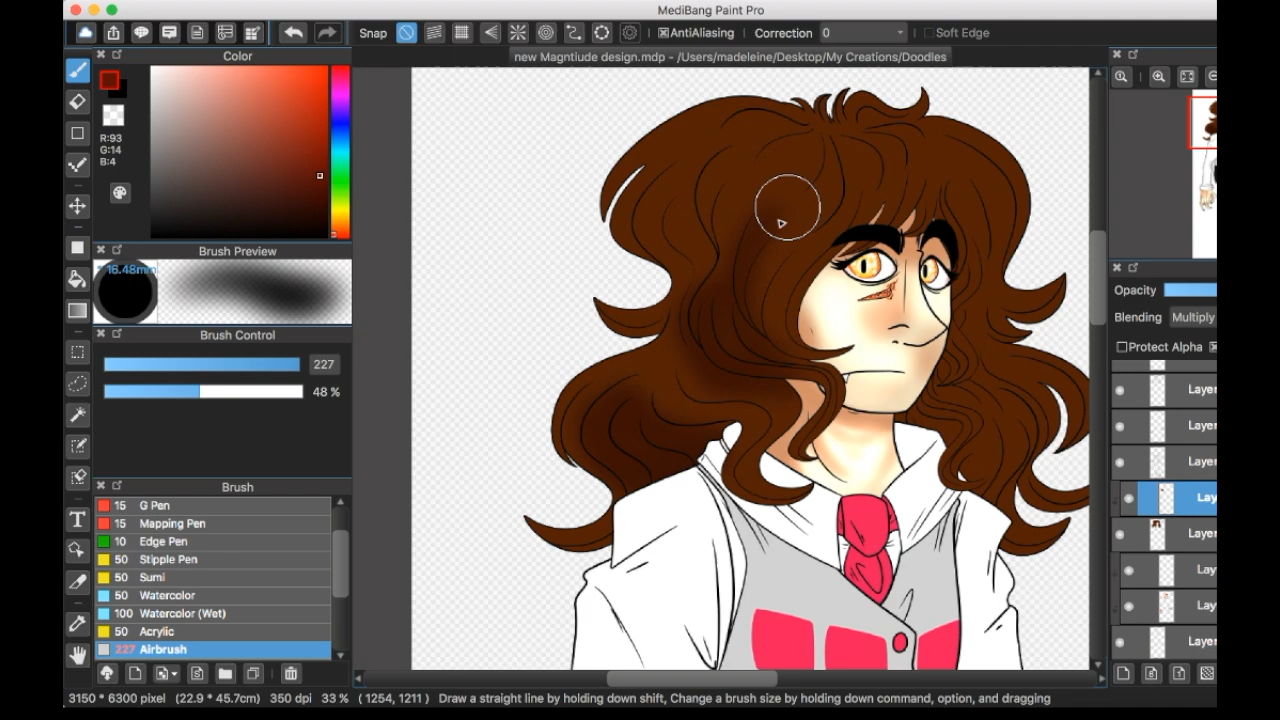 MediBang Paint Pro
Snap
AntiAliasing
Correction 0
Soft Edge
Color
new Magntiude design.mdp - /Users/madeleine/Desktop/My Creations/Doodles
R:93
G:14
B:4
Brush Preview
16.48mm
Brush Control
227
48 %
Brush
15 G Pen
15 Mapping Pen
10 Edge Pen
50 Stipple Pen
50 Sumi
50 Watercolor
100 Watercolor (Wet)
50 Acrylic
227 Airbrush
Opacity
Blending Multiply
Protect Alpha
Layer
Layer
Layer
Lay
Layer
Lay
Lay
Layer
3150 * 6300 pixel (22.9 * 45.7cm) 350 dpi 33 % ( 1254, 1211 ) Draw a straight line by holding down shift, Change a brush size by holding down command, option, and dragging